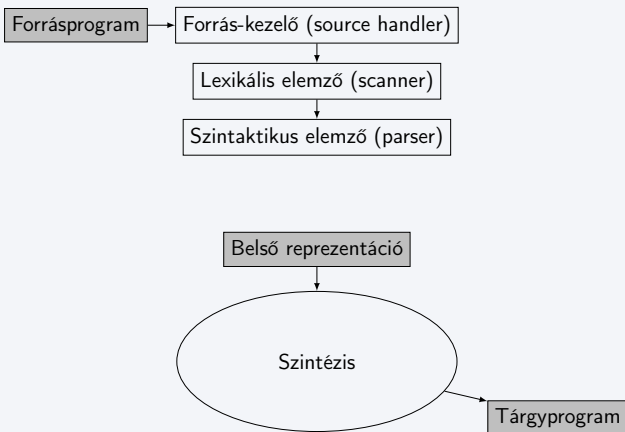 Forrásprogram
Forrás-kezelő (source handler)
Lexikális elemző (scanner)
Szintaktikus elemző (parser)
Belső reprezentáció
Szintézis
Tárgyprogram